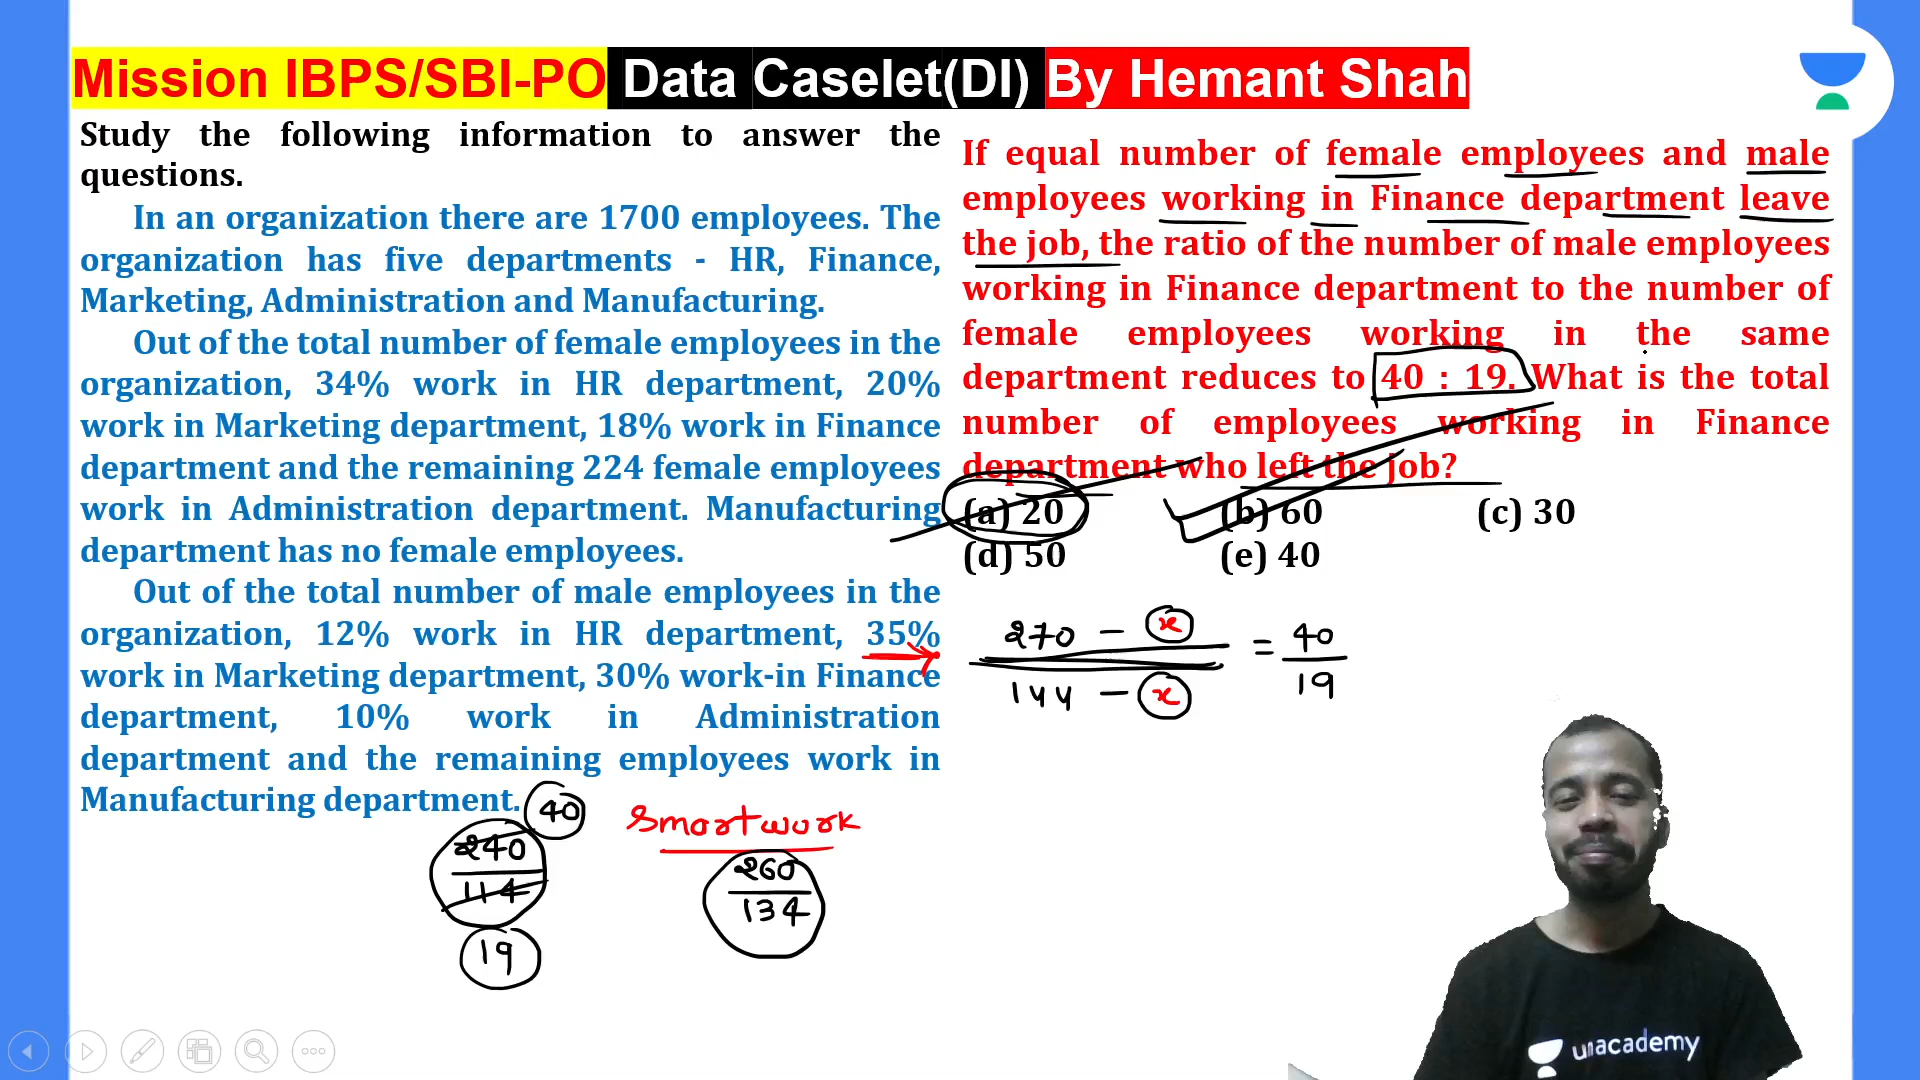 Mission IBPS/SBI-PO Data Caselet(DI) By Hemant Shah
Study the following information to answer the
questions.
In an organization there are 1700 employees. The
organization has five departments - HR, Finance,
Marketing, Administration and Manufacturing.
Out of the total number of female employees in the
organization, 34% work in HR department, 20%
work in Marketing department, 18% work in Finance
department and the remaining 224 female employees
work in Administration department. Manufacturing
department has no female employees.
Out of the total number of male employees in the
organization, 12% work in HR department, 35%
work in Marketing department, 30% work-in Finance
department, 10% work in Administration
department and the remaining employees work in
Manufacturing department.
40
240
114
19
Smartwork
260
134
If equal number of female employees and male
employees working in Finance department leave
the job, the ratio of the number of male employees
working in Finance department to the number of
female employees working in the same
department reduces to 40 : 19. What is the total
number of employees working in Finance
department who left the job?
(a) 20 (b) 60 (c) 30
(d) 50 (e) 40
270 - x = 40
144 - x 19
unacademy